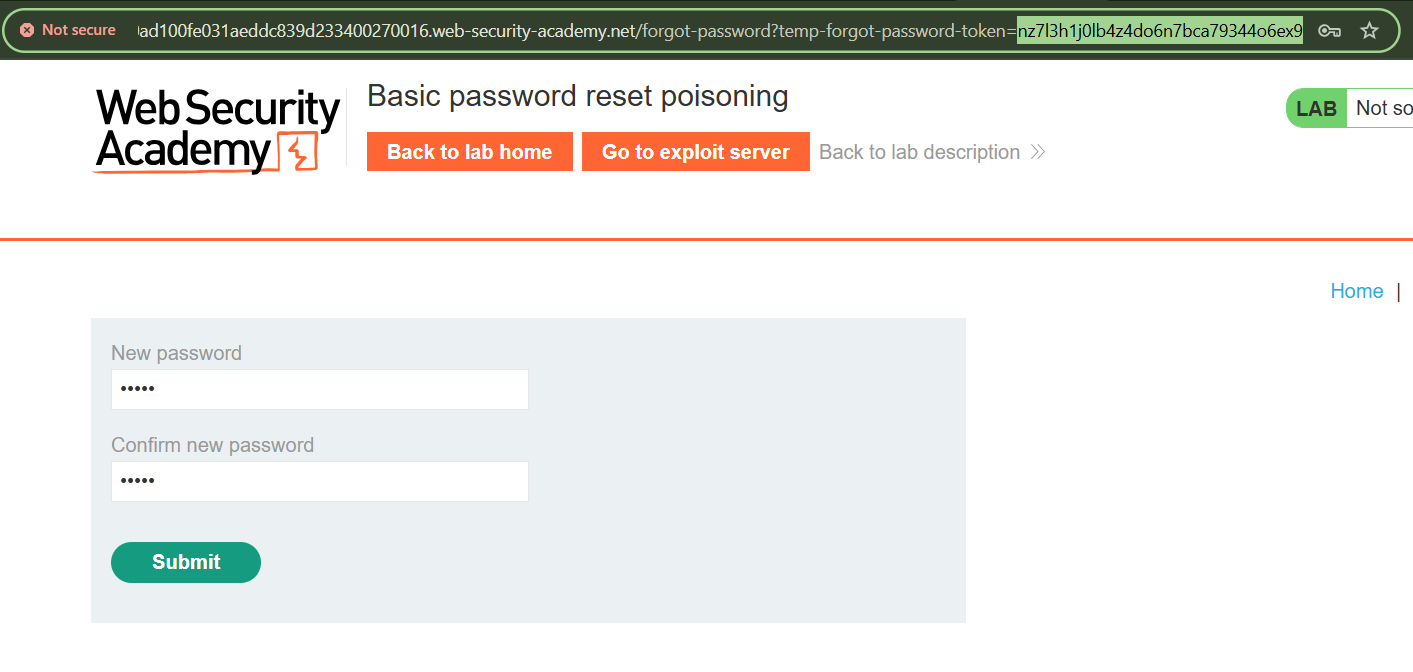 Not secure
ad100fe031aeddc839d233400270016.web-security-academy.net/forgot-password?temp-forgot-password-token=nz7l3h1j0lb4z4do6n7bca79344o6ex9
WebSecurity
Academy
Basic password reset poisoning
Back to lab home
Go to exploit server
Back to lab description
LAB
Not so
Home |
New password
•••••
Confirm new password
•••••
Submit